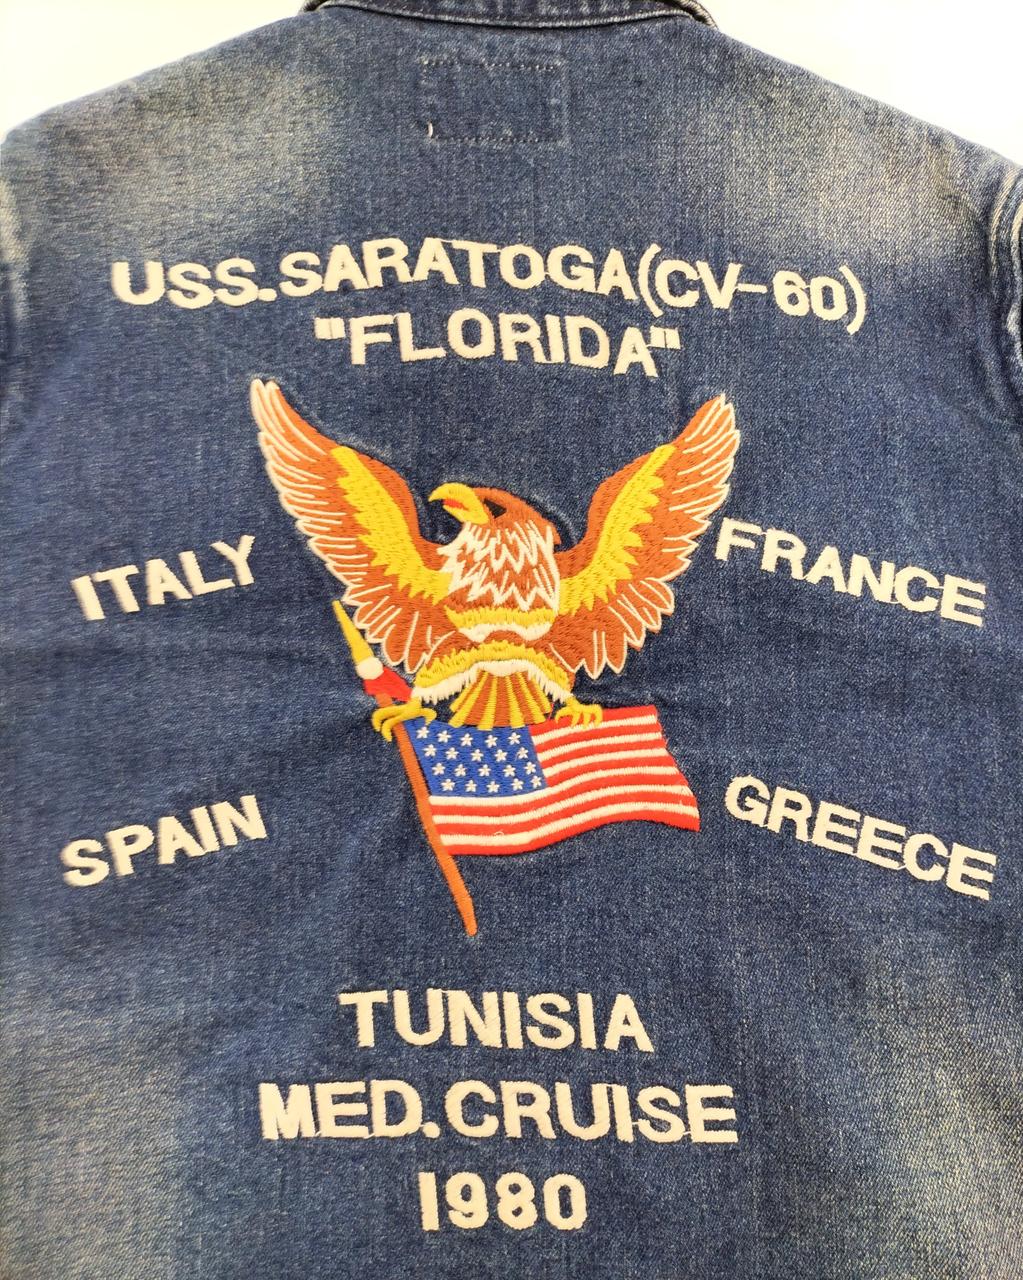 USS.SARATOGA(CV-60)
"FLORIDA"
ITALY
FRANCE
SPAIN
GREECE
TUNISIA
MED.CRUISE
1980